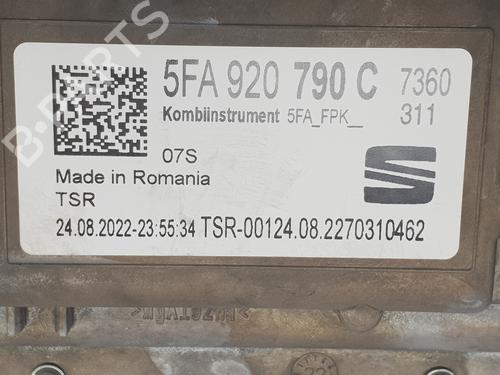 5FA 920 790 C 7360
Kombiinstrument 5FA_FPK__ 311
07S
Made in Romania
TSR
24.08.2022-23:55:34 TSR-00124.08.2270310462
B-PARTS